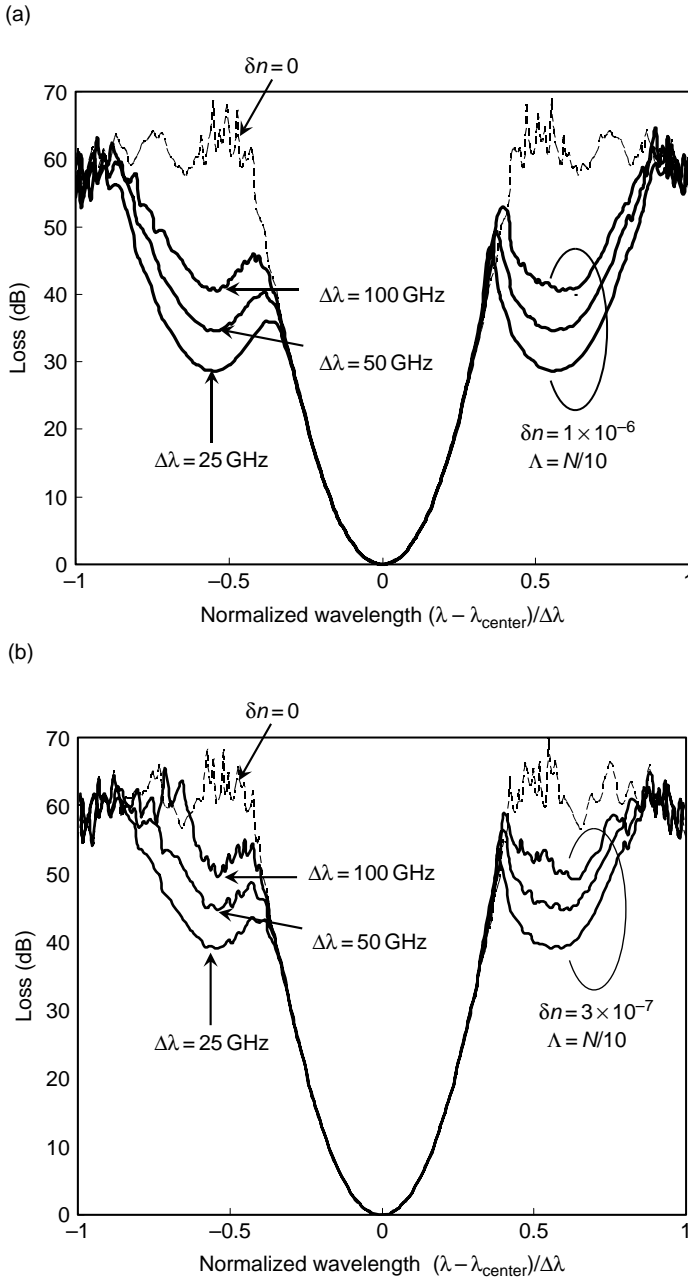 (a)
δn = 0
70
60
50
40
30
20
10
0
Loss (dB)
Δλ = 100 GHz
Δλ = 50 GHz
Δλ = 25 GHz
δn = 1 × 10⁻⁶
Λ = N/10
–1
–0.5
0
0.5
1
Normalized wavelength (λ – λcenter)/Δλ
(b)
δn = 0
70
60
50
40
30
20
10
0
Loss (dB)
Δλ = 100 GHz
Δλ = 50 GHz
Δλ = 25 GHz
δn = 3 × 10⁻⁷
Λ = N/10
–1
–0.5
0
0.5
1
Normalized wavelength (λ – λcenter)/Δλ